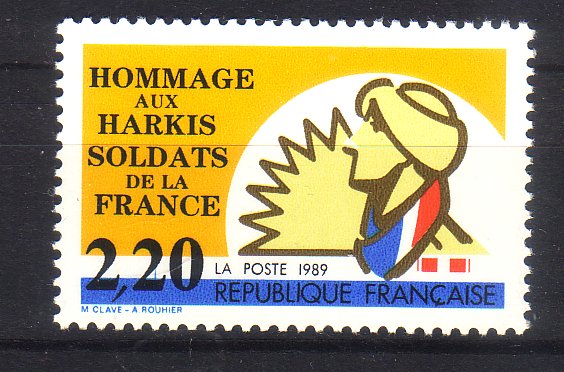 HOMMAGE
AUX
HARKIS
SOLDATS
DE LA
FRANCE
2,20
LA POSTE 1989
REPUBLIQUE FRANÇAISE
M CLAVE - A ROUHIER